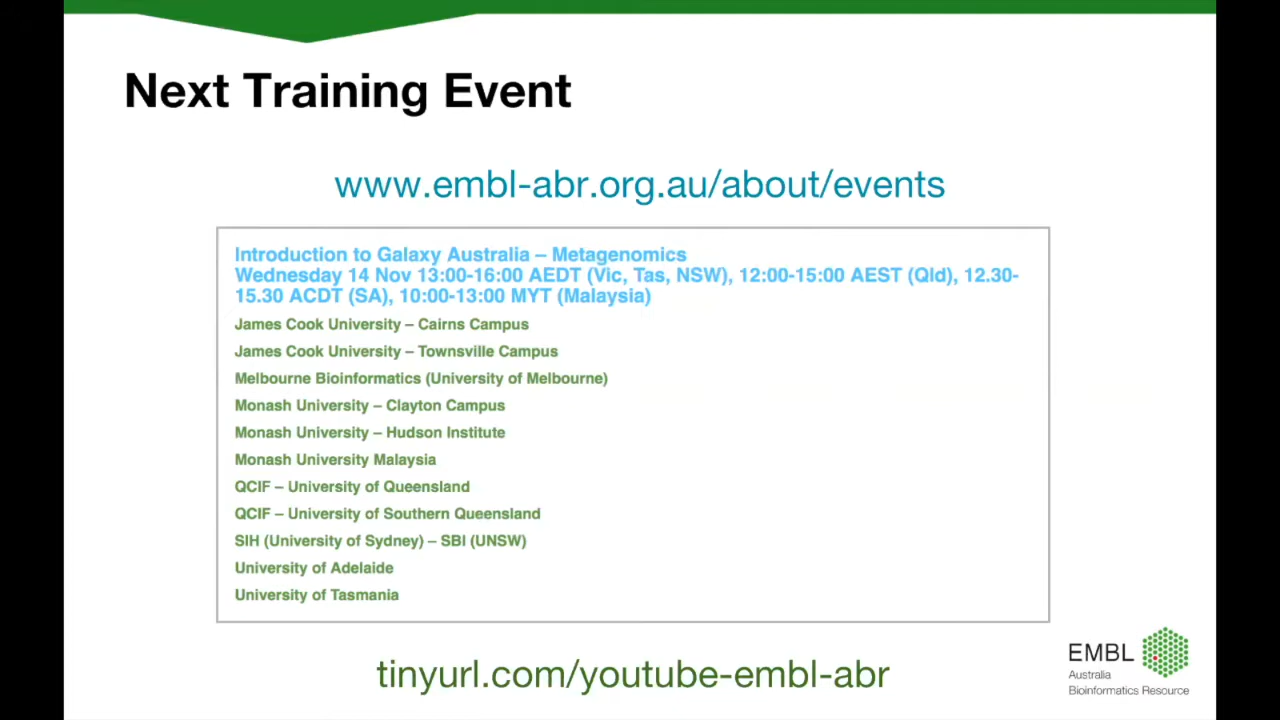 Next Training Event
www.embl-abr.org.au/about/events
Introduction to Galaxy Australia – Metagenomics
Wednesday 14 Nov 13:00-16:00 AEDT (Vic, Tas, NSW), 12:00-15:00 AEST (Qld), 12.30-
15.30 ACDT (SA), 10:00-13:00 MYT (Malaysia)
James Cook University – Cairns Campus
James Cook University – Townsville Campus
Melbourne Bioinformatics (University of Melbourne)
Monash University – Clayton Campus
Monash University – Hudson Institute
Monash University Malaysia
QCIF – University of Queensland
QCIF – University of Southern Queensland
SIH (University of Sydney) – SBI (UNSW)
University of Adelaide
University of Tasmania
tinyurl.com/youtube-embl-abr
EMBL
Australia
Bioinformatics Resource